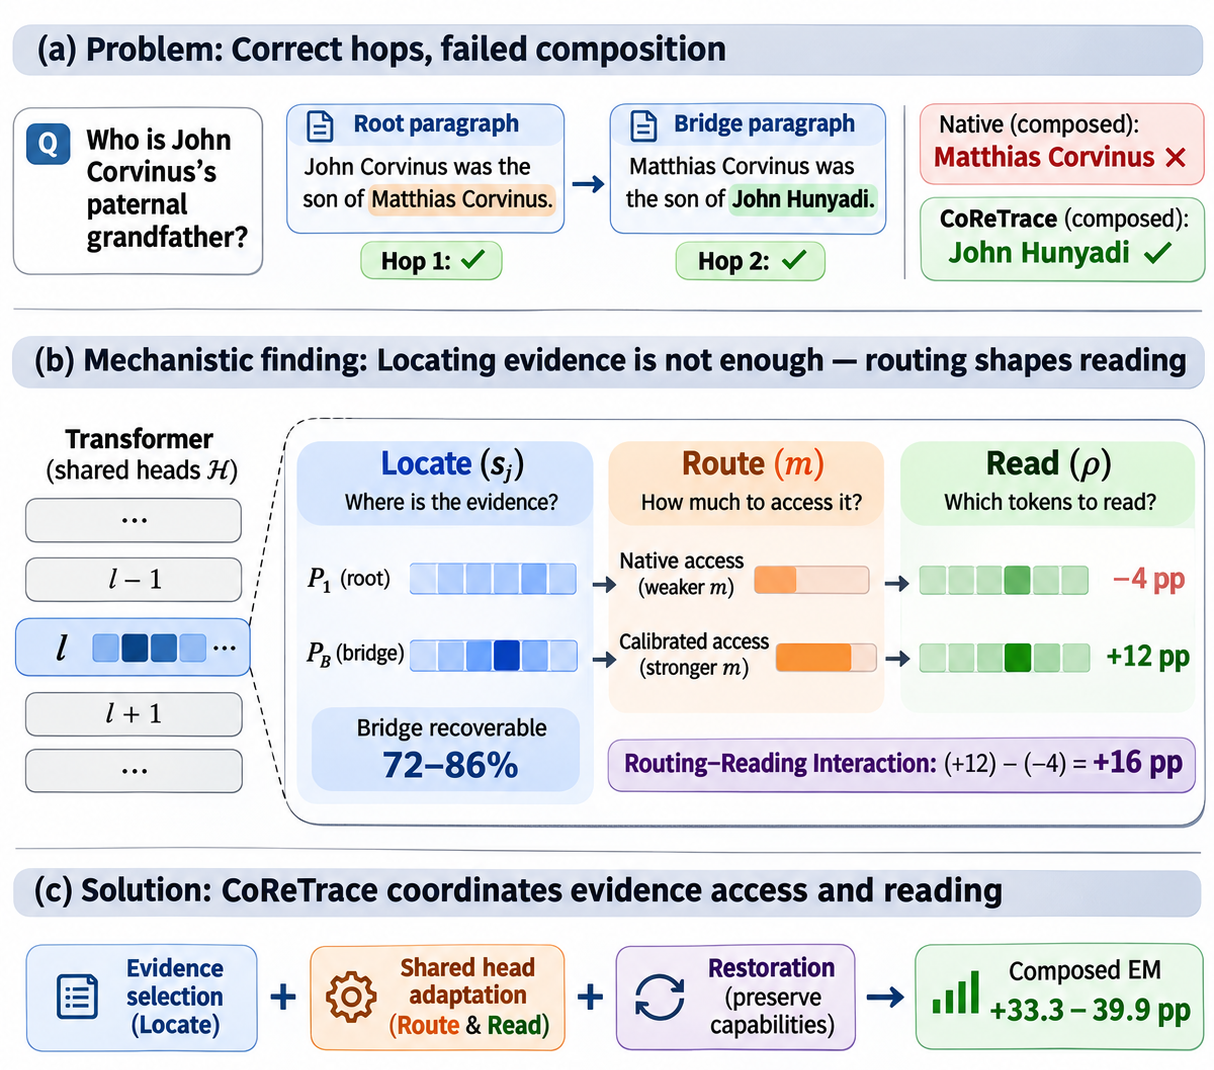 (a) Problem: Correct hops, failed composition
Q
Who is John
Corvinus's
paternal
grandfather?
Root paragraph
John Corvinus was the
son of Matthias Corvinus.
Hop 1: ✓
Bridge paragraph
Matthias Corvinus was
the son of John Hunyadi.
Hop 2: ✓
Native (composed):
Matthias Corvinus ✕
CoReTrace (composed):
John Hunyadi ✓
(b) Mechanistic finding: Locating evidence is not enough — routing shapes reading
Transformer
(shared heads ℋ)
...
l − 1
l ...
l + 1
...
Locate (s_j)
Where is the evidence?
P₁ (root)
P_B (bridge)
Bridge recoverable
72–86%
Route (m)
How much to access it?
Native access
(weaker m)
Calibrated access
(stronger m)
Read (ρ)
Which tokens to read?
−4 pp
+12 pp
Routing–Reading Interaction: (+12) − (−4) = +16 pp
(c) Solution: CoReTrace coordinates evidence access and reading
Evidence
selection
(Locate)
+
Shared head
adaptation
(Route & Read)
+
Restoration
(preserve
capabilities)
Composed EM
+33.3 – 39.9 pp